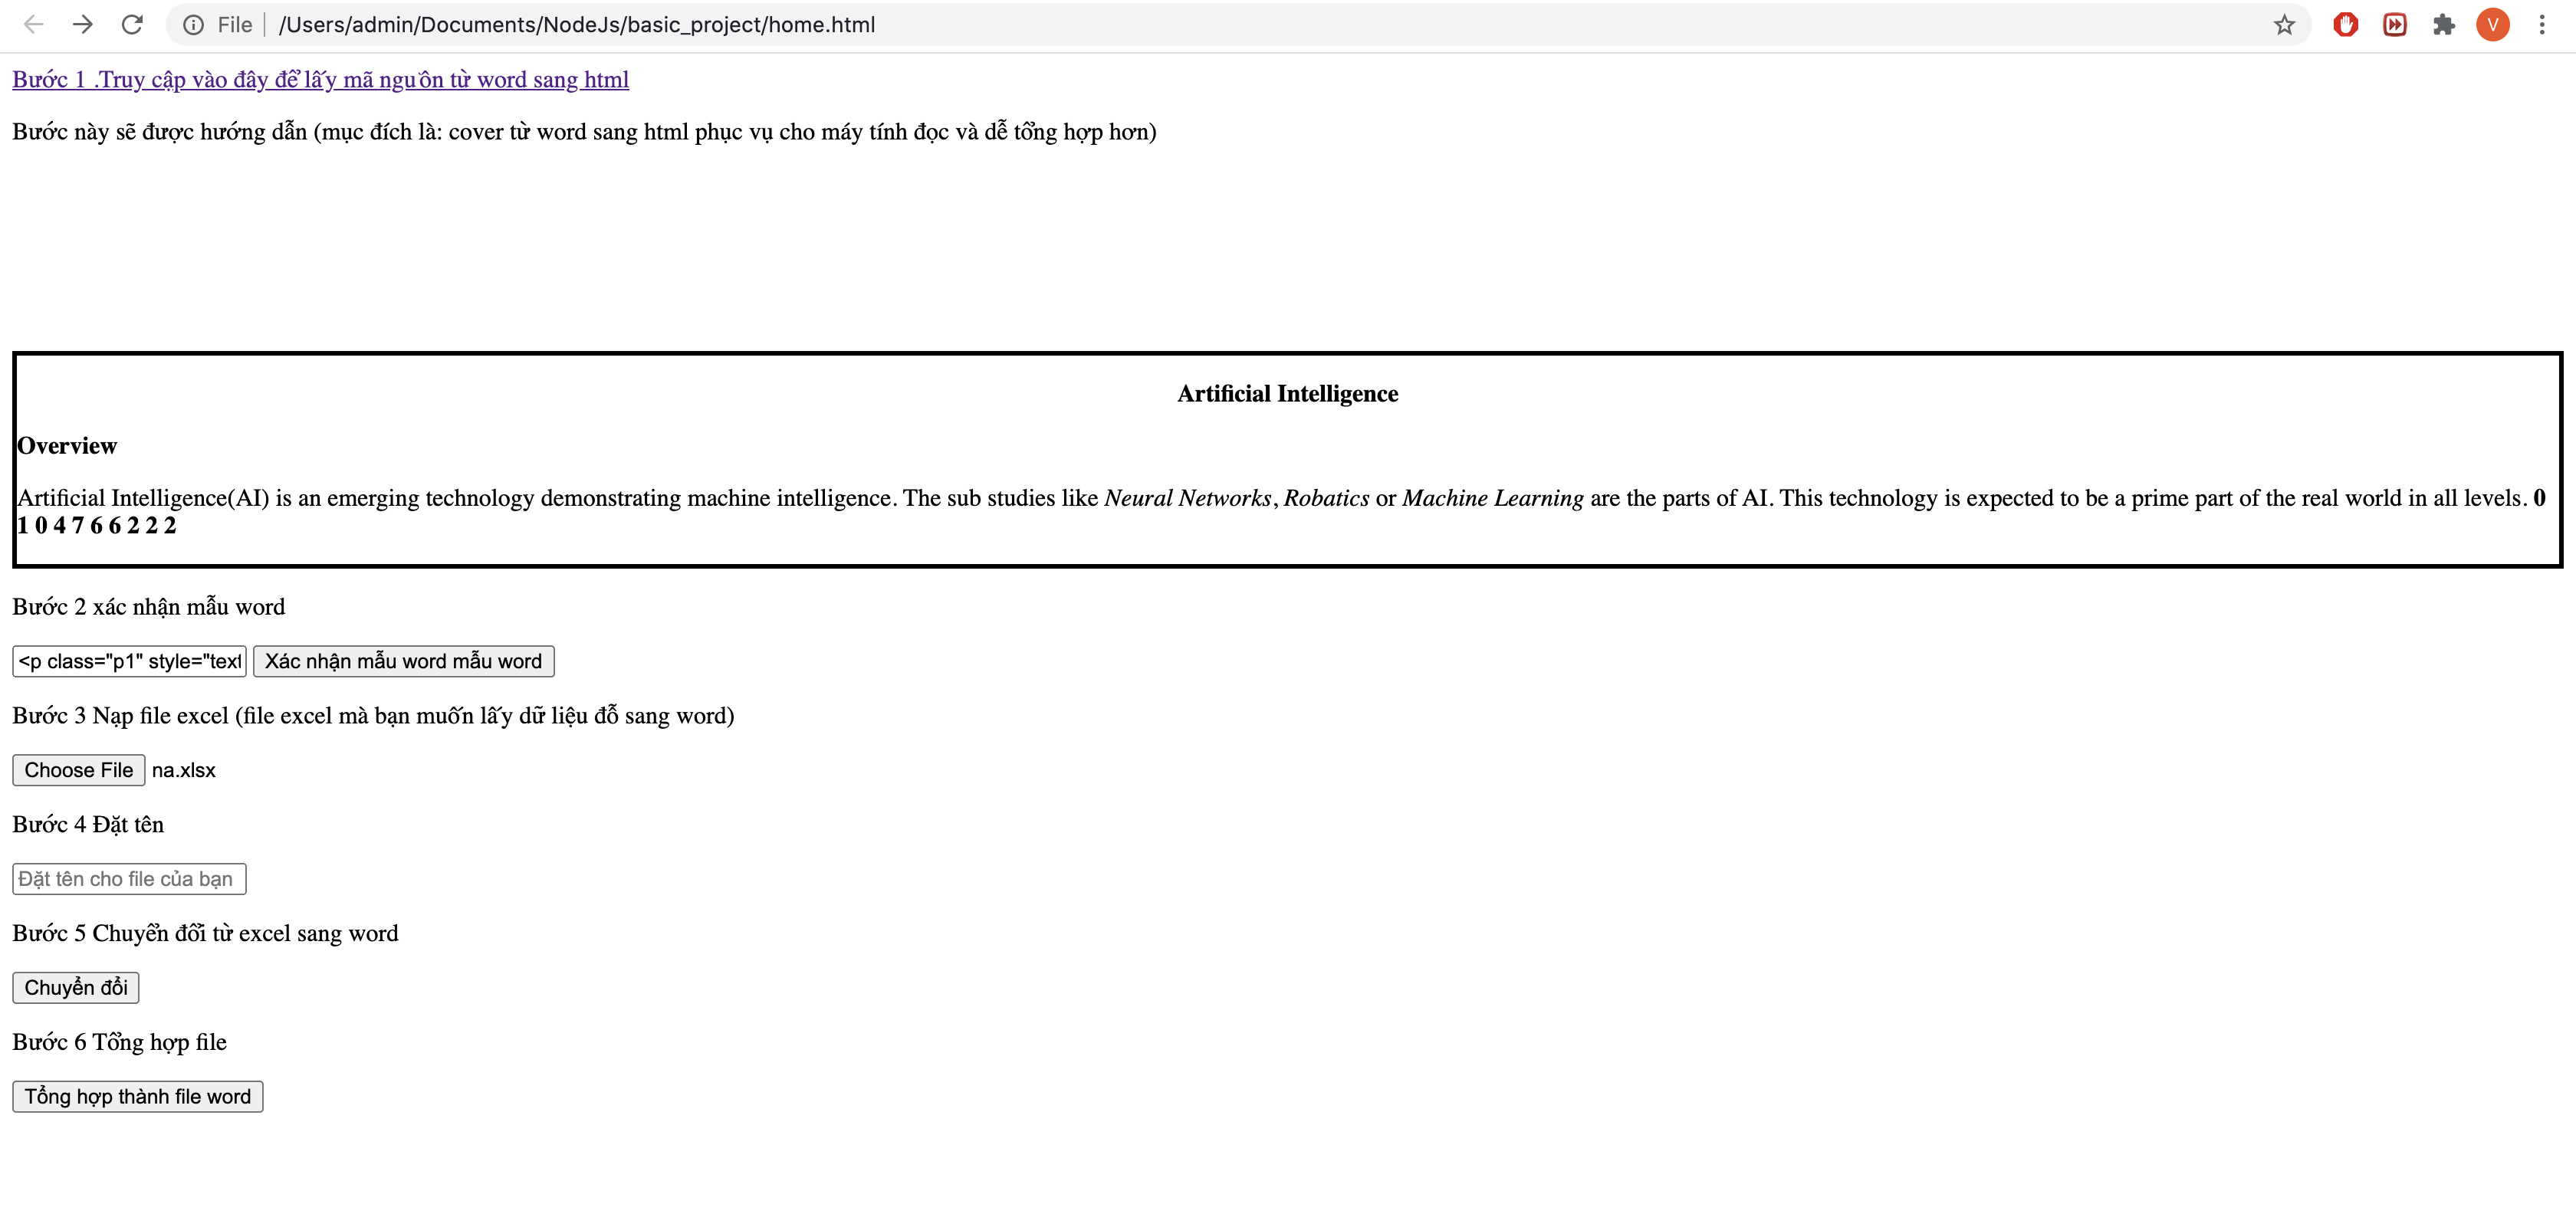 File /Users/admin/Documents/NodeJs/basic_project/home.html
V
Bước 1 .Truy cập vào đây để lấy mã nguồn từ word sang html
Bước này sẽ được hướng dẫn (mục đích là: cover từ word sang html phục vụ cho máy tính đọc và dễ tổng hợp hơn)
Artificial Intelligence
Overview
Artificial Intelligence(AI) is an emerging technology demonstrating machine intelligence. The sub studies like Neural Networks, Robatics or Machine Learning are the parts of AI. This technology is expected to be a prime part of the real world in all levels. 0
1 0 4 7 6 6 2 2 2
Bước 2 xác nhận mẫu word
<p class="p1" style="text Xác nhận mẫu word mẫu word
Bước 3 Nạp file excel (file excel mà bạn muốn lấy dữ liệu đỗ sang word)
Choose File na.xlsx
Bước 4 Đặt tên
Đặt tên cho file của bạn
Bước 5 Chuyển đổi từ excel sang word
Chuyển đổi
Bước 6 Tổng hợp file
Tổng hợp thành file word